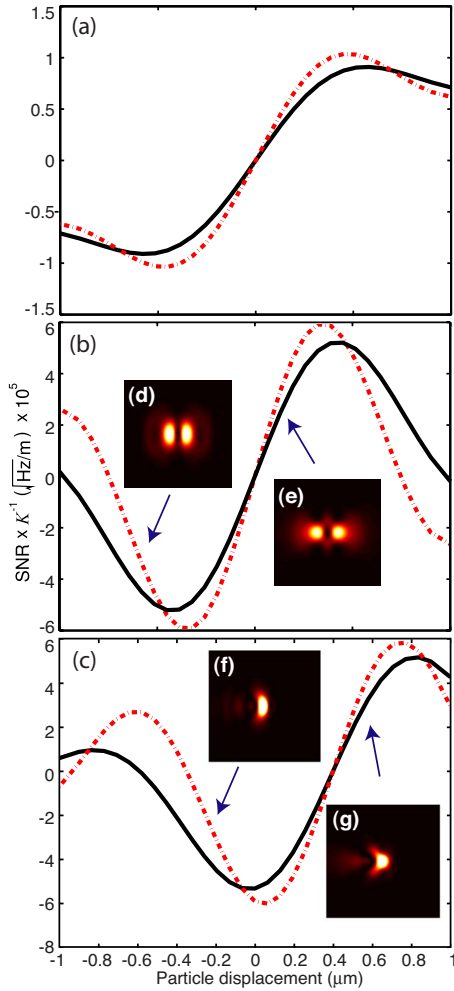 (a)
1.5
1
0.5
0
-0.5
-1
-1.5
(b)
6
4
2
0
-2
-4
-6
(d)
(e)
SNR x K⁻¹ (√Hz/m) x 10⁵
(c)
6
4
2
0
-2
-4
-6
-8
(f)
(g)
-1 -0.8 -0.6 -0.4 -0.2 0 0.2 0.4 0.6 0.8 1
Particle displacement (μm)